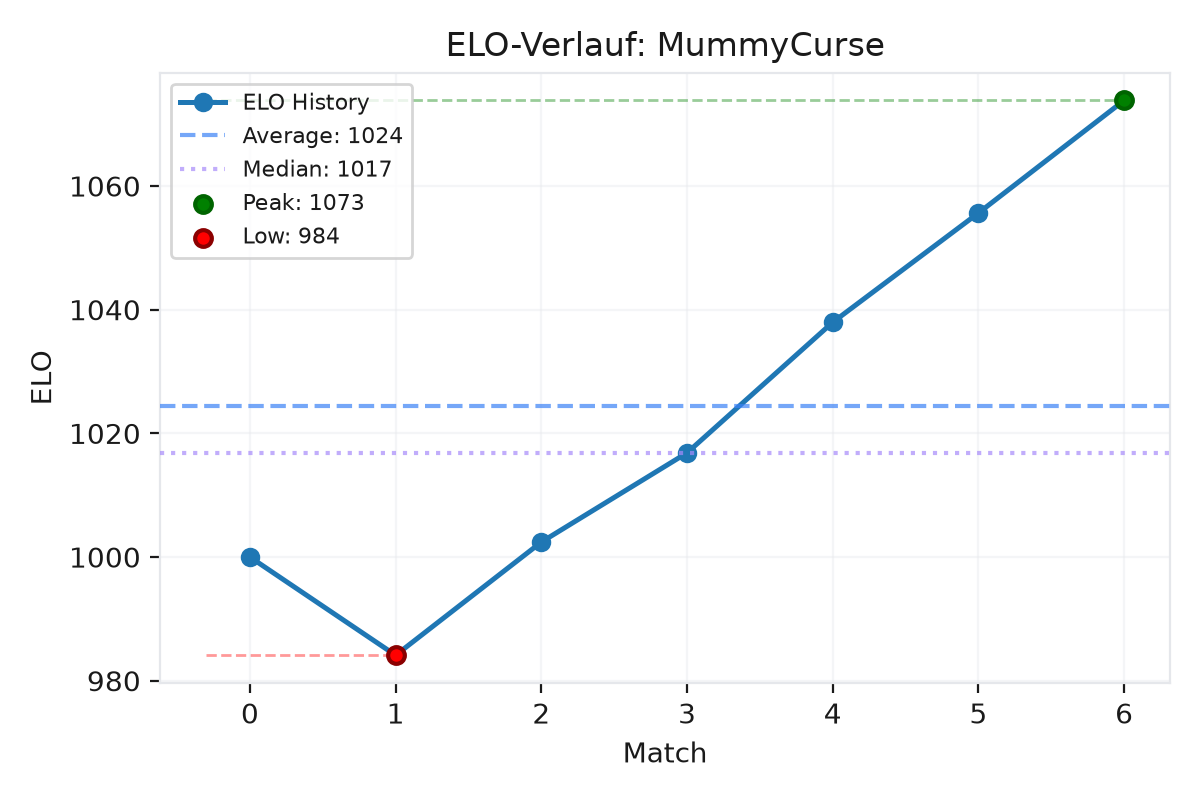 ELO-Verlauf: MummyCurse
ELO History
Average: 1024
Median: 1017
Peak: 1073
Low: 984
1060
1040
1020
1000
980
ELO
0 1 2 3 4 5 6
Match